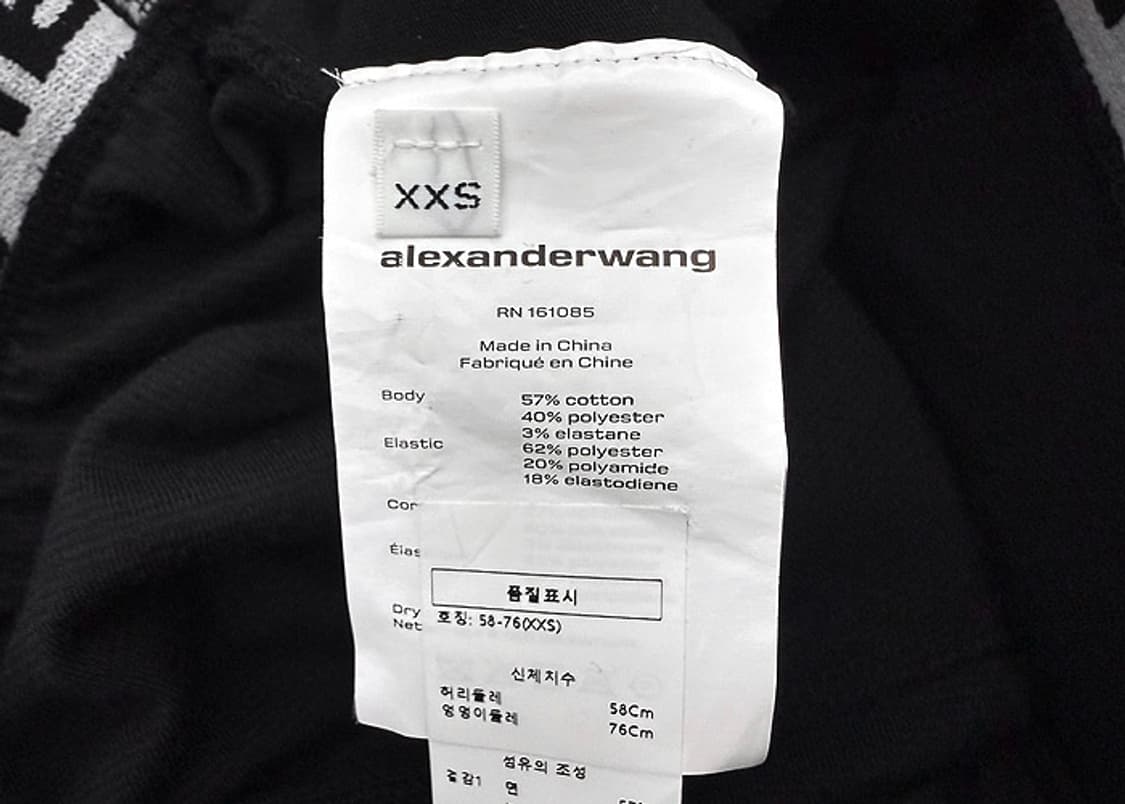 XXS
alexanderwang
RN 161085
Made in China
Fabriqué en Chine
Body 57% cotton
40% polyester
3% elastane
Elastic 62% polyester
20% polyamide
18% elastodiene
품질표시
호칭: 58-76(XXS)
신체치수
허리둘레 58Cm
엉덩이둘레 76Cm
섬유의 조성
겉감1 면